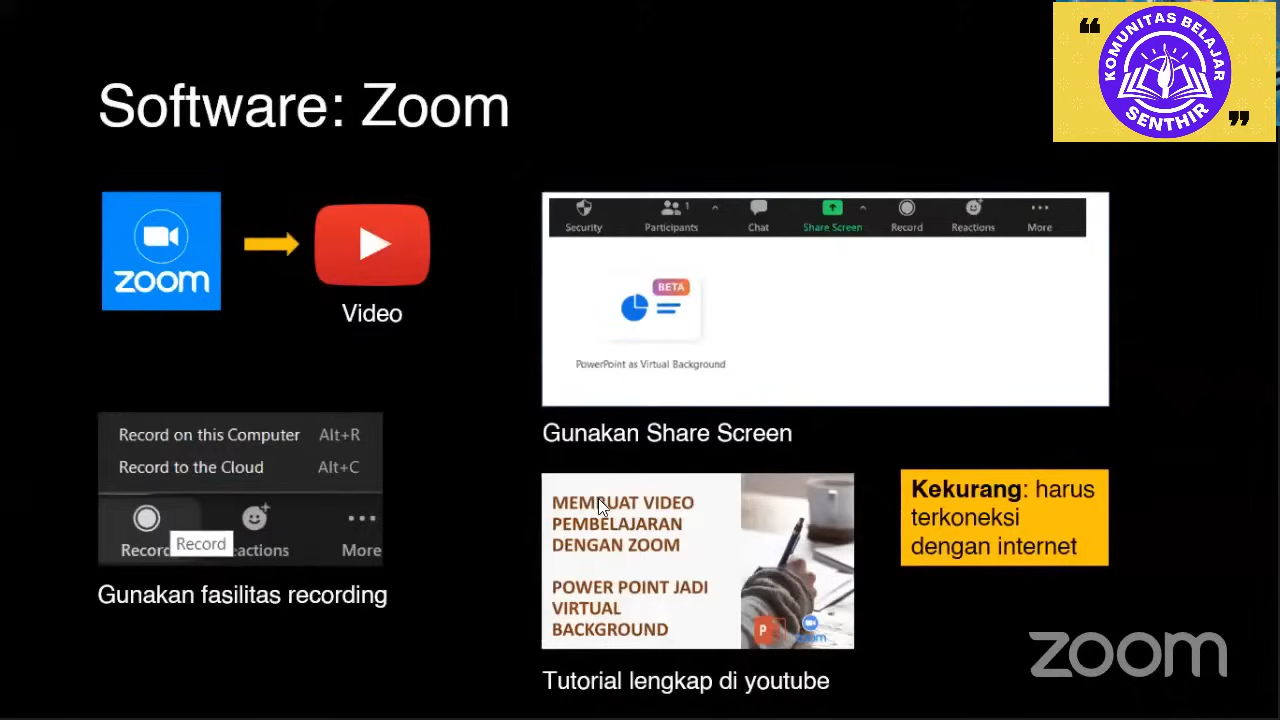 KOMUNITAS BELAJAR
SENTHIR
Software: Zoom
zoom
Video
Security
Participants
1
Chat
Share Screen
Record
Reactions
More
BETA
PowerPoint as Virtual Background
Gunakan Share Screen
Record on this Computer Alt+R
Record to the Cloud Alt+C
Record
eactions
More
Gunakan fasilitas recording
MEMBUAT VIDEO
PEMBELAJARAN
DENGAN ZOOM
POWER POINT JADI
VIRTUAL
BACKGROUND
P
zoom
Tutorial lengkap di youtube
Kekurang: harus
terkoneksi
dengan internet
zoom